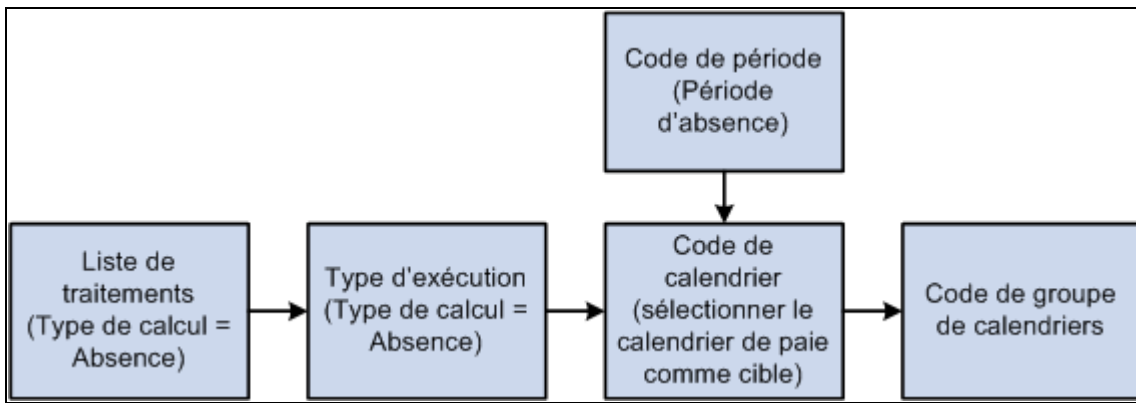 Code de période
(Période
d'absence)
Liste de
traitements
(Type de calcul =
Absence)
Type d'exécution
(Type de calcul =
Absence)
Code de
calendrier
(sélectionner le
calendrier de paie
comme cible)
Code de groupe
de calendriers